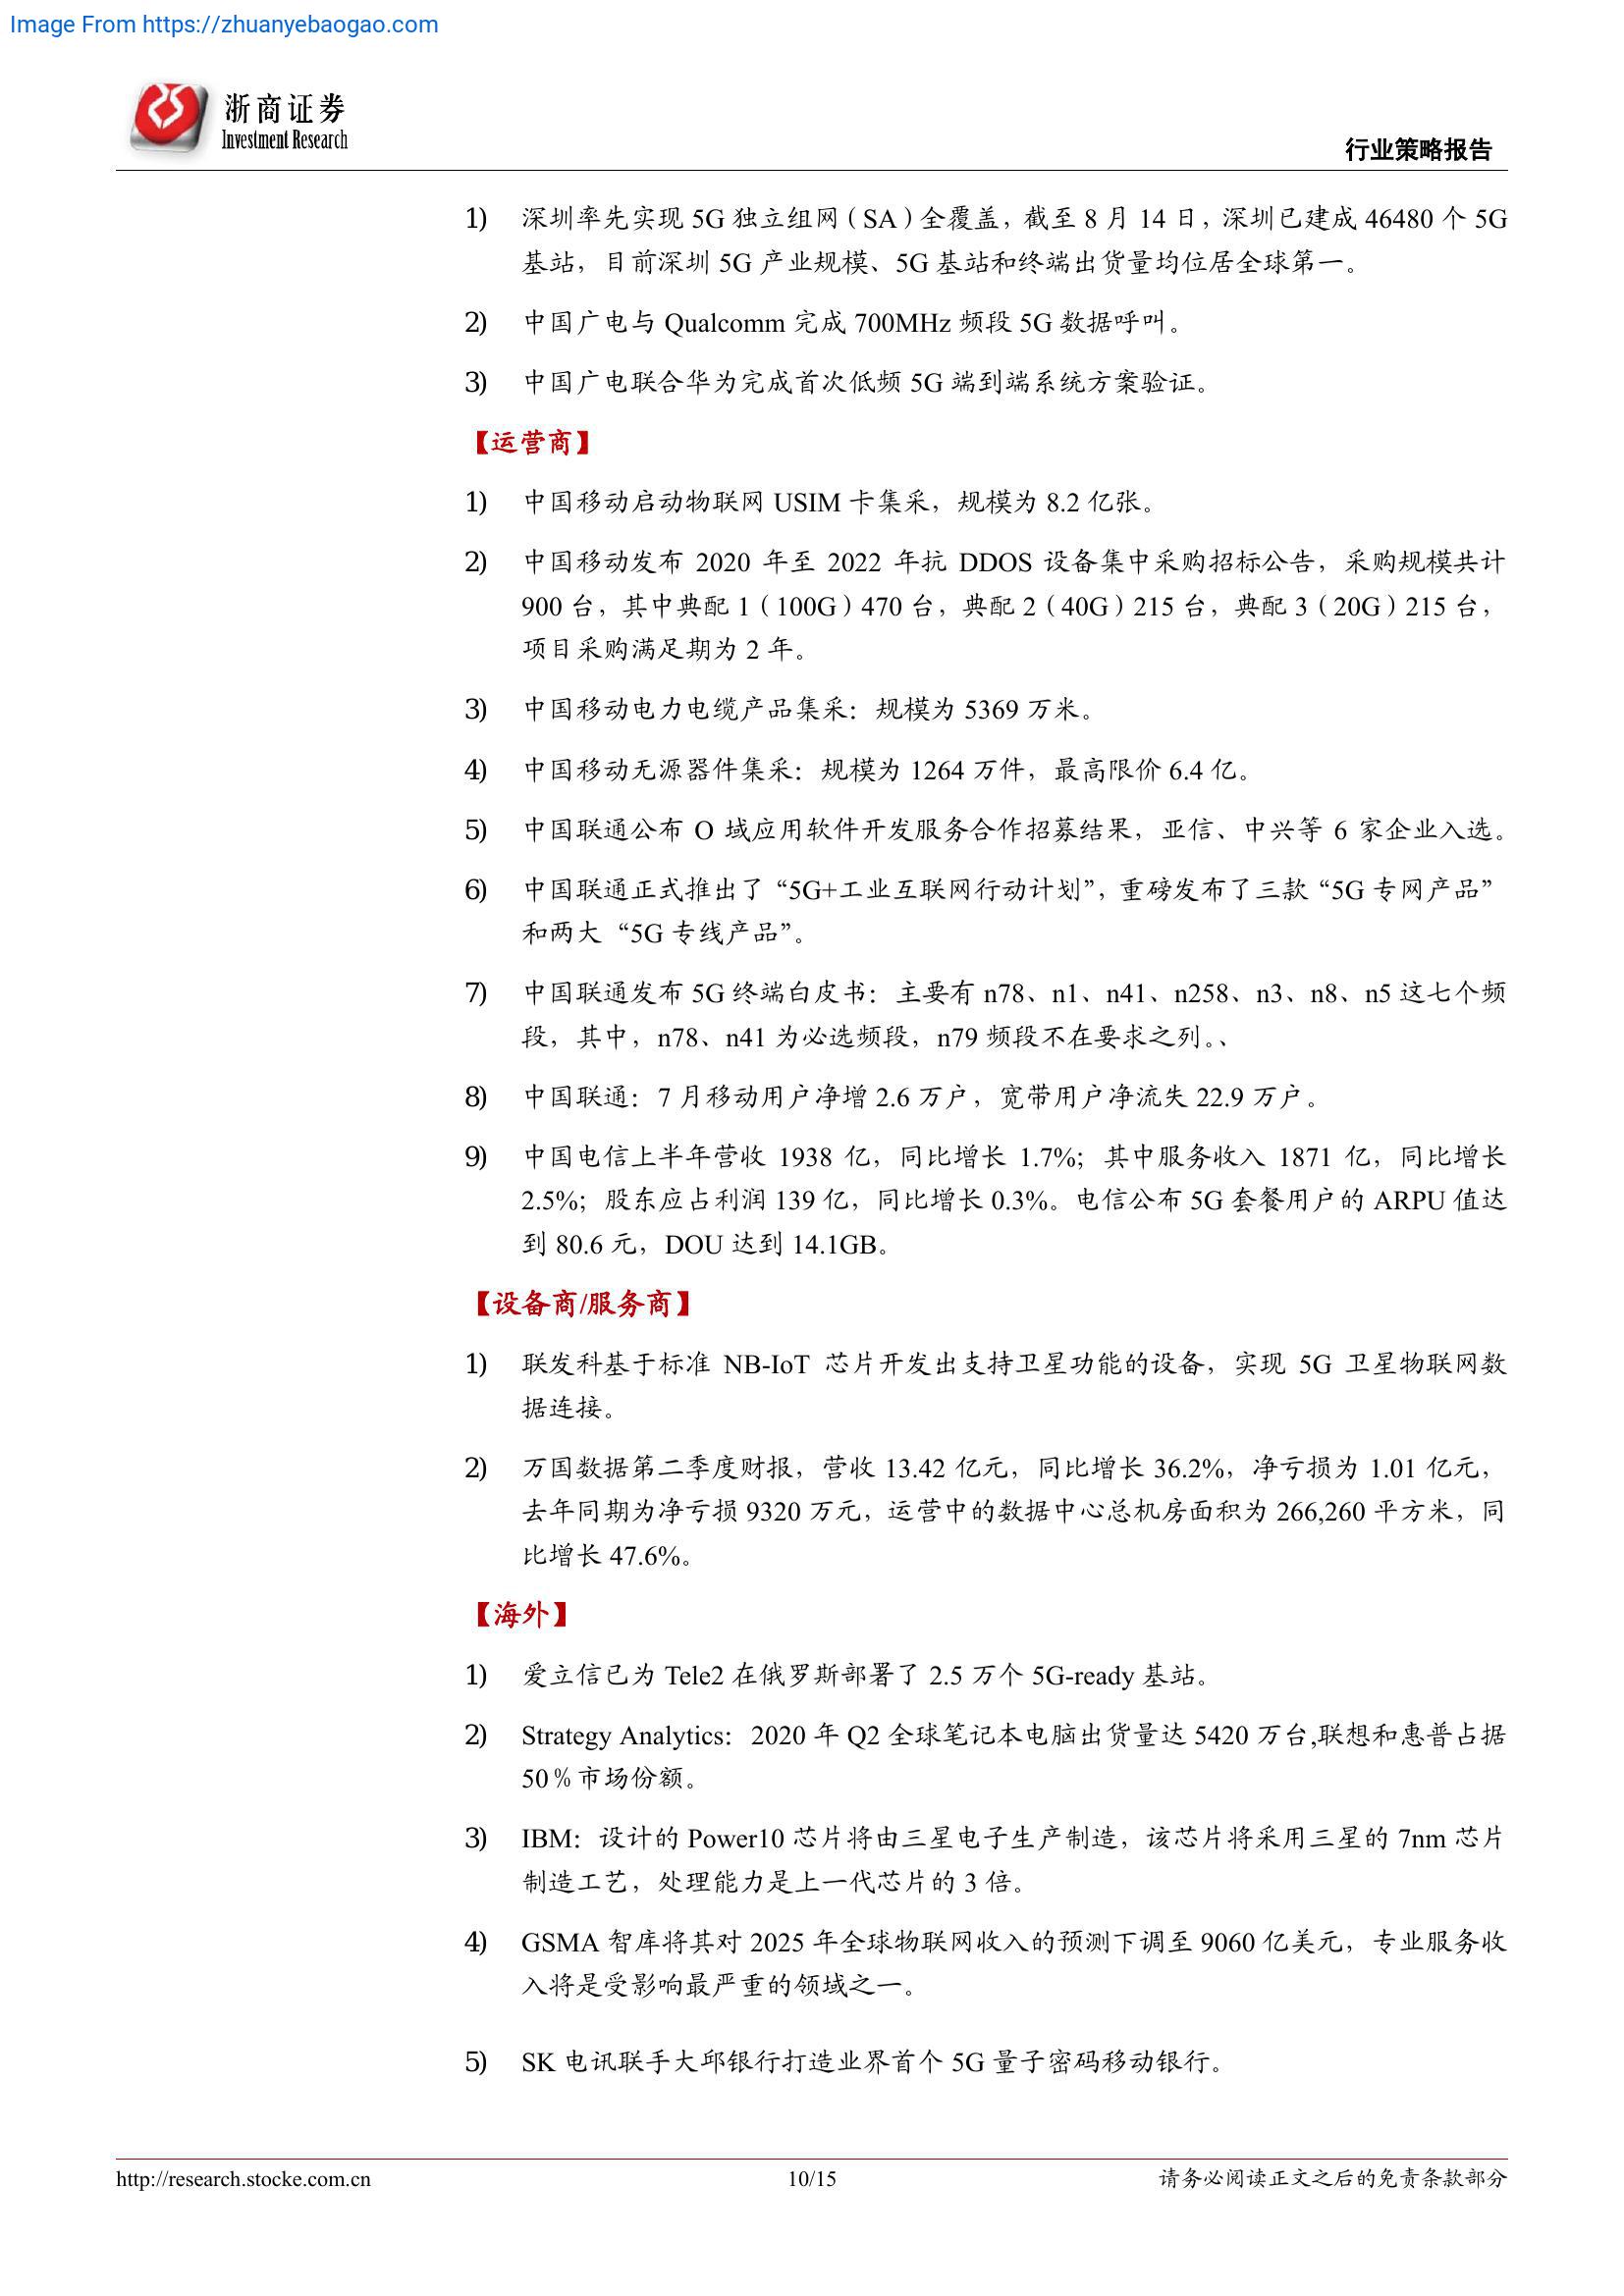 Image From https://zhuanyebaogao.com
浙商证券
Investment Research
行业策略报告
1) 深圳率先实现 5G 独立组网（SA）全覆盖，截至 8 月 14 日，深圳已建成 46480 个 5G
基站，目前深圳 5G 产业规模、5G 基站和终端出货量均位居全球第一。
2) 中国广电与 Qualcomm 完成 700MHz 频段 5G 数据呼叫。
3) 中国广电联合华为完成首次低频 5G 端到端系统方案验证。
【运营商】
1) 中国移动启动物联网 USIM 卡集采，规模为 8.2 亿张。
2) 中国移动发布 2020 年至 2022 年抗 DDOS 设备集中采购招标公告，采购规模共计
900 台，其中典配 1（100G）470 台，典配 2（40G）215 台，典配 3（20G）215 台，
项目采购满足期为 2 年。
3) 中国移动电力电缆产品集采：规模为 5369 万米。
4) 中国移动无源器件集采：规模为 1264 万件，最高限价 6.4 亿。
5) 中国联通公布 O 域应用软件开发服务合作招募结果，亚信、中兴等 6 家企业入选。
6) 中国联通正式推出了“5G+工业互联网行动计划”，重磅发布了三款“5G 专网产品”
和两大“5G 专线产品”。
7) 中国联通发布 5G 终端白皮书：主要有 n78、n1、n41、n258、n3、n8、n5 这七个频
段，其中，n78、n41 为必选频段，n79 频段不在要求之列。、
8) 中国联通：7 月移动用户净增 2.6 万户，宽带用户净流失 22.9 万户。
9) 中国电信上半年营收 1938 亿，同比增长 1.7%；其中服务收入 1871 亿，同比增长
2.5%；股东应占利润 139 亿，同比增长 0.3%。电信公布 5G 套餐用户的 ARPU 值达
到 80.6 元，DOU 达到 14.1GB。
【设备商/服务商】
1) 联发科基于标准 NB-IoT 芯片开发出支持卫星功能的设备，实现 5G 卫星物联网数
据连接。
2) 万国数据第二季度财报，营收 13.42 亿元，同比增长 36.2%，净亏损为 1.01 亿元，
去年同期为净亏损 9320 万元，运营中的数据中心总机房面积为 266,260 平方米，同
比增长 47.6%。
【海外】
1) 爱立信已为 Tele2 在俄罗斯部署了 2.5 万个 5G-ready 基站。
2) Strategy Analytics：2020 年 Q2 全球笔记本电脑出货量达 5420 万台,联想和惠普占据
50％市场份额。
3) IBM：设计的 Power10 芯片将由三星电子生产制造，该芯片将采用三星的 7nm 芯片
制造工艺，处理能力是上一代芯片的 3 倍。
4) GSMA 智库将其对 2025 年全球物联网收入的预测下调至 9060 亿美元，专业服务收
入将是受影响最严重的领域之一。
5) SK 电讯联手大邱银行打造业界首个 5G 量子密码移动银行。
http://research.stocke.com.cn
10/15
请务必阅读正文之后的免责条款部分